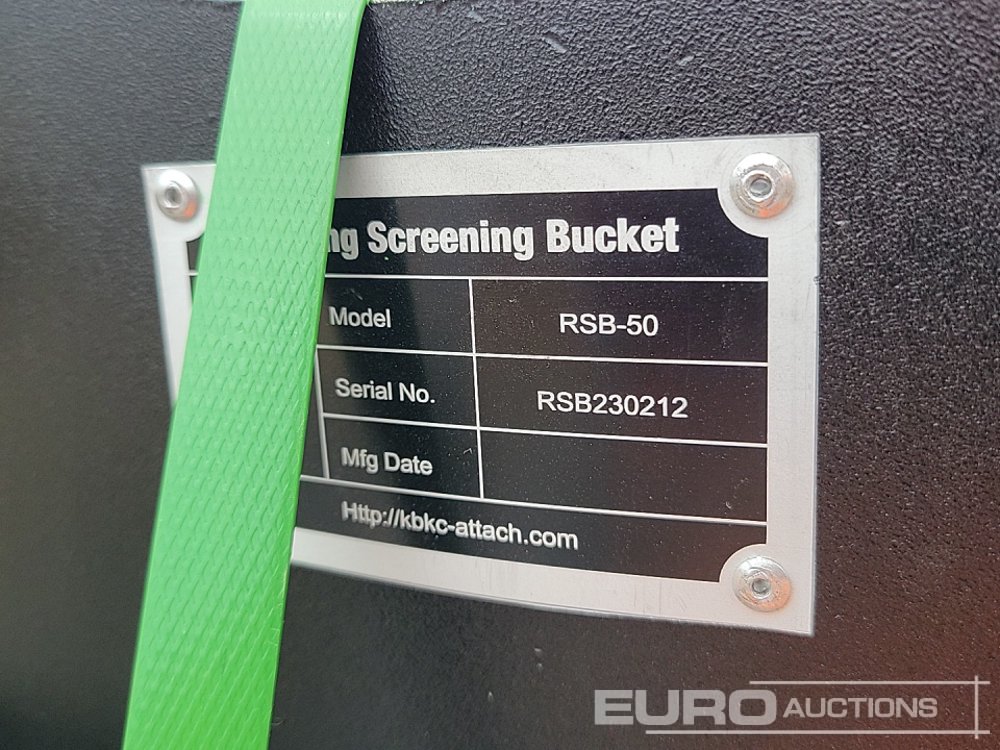 ng Screening Bucket
Model RSB-50
Serial No. RSB230212
Mfg Date
Http://kbkc-attach.com
EURO AUCTIONS